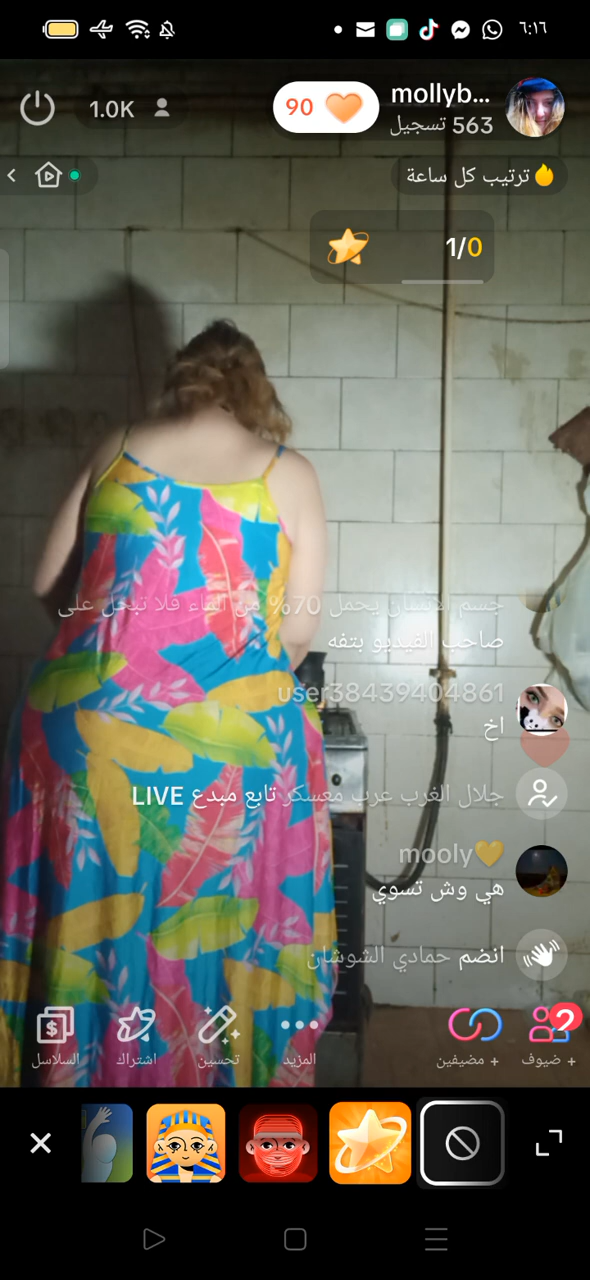 ٦:١٦
mollyb...
563 تسجيل
90
1.0K
ترتيب كل ساعة
1/0
جسم الانسان يحمل 70% من الماء فلا تبخل على
صاحب الفيديو بتفه
user38439404861
اخ
جلال الغرب عرب معسكر تابع مبدع LIVE
mooly💛
هي وش تسوي
انضم حمادي الشوشان
+ ضيوف
+ مضيفين
المزيد
تحسين
اشتراك
السلاسل